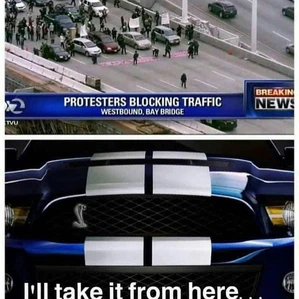 BREAKING
PROTESTERS BLOCKING TRAFFIC
NEWS
WESTBOUND, BAY BRIDGE
KTVU
I'll take it from here...